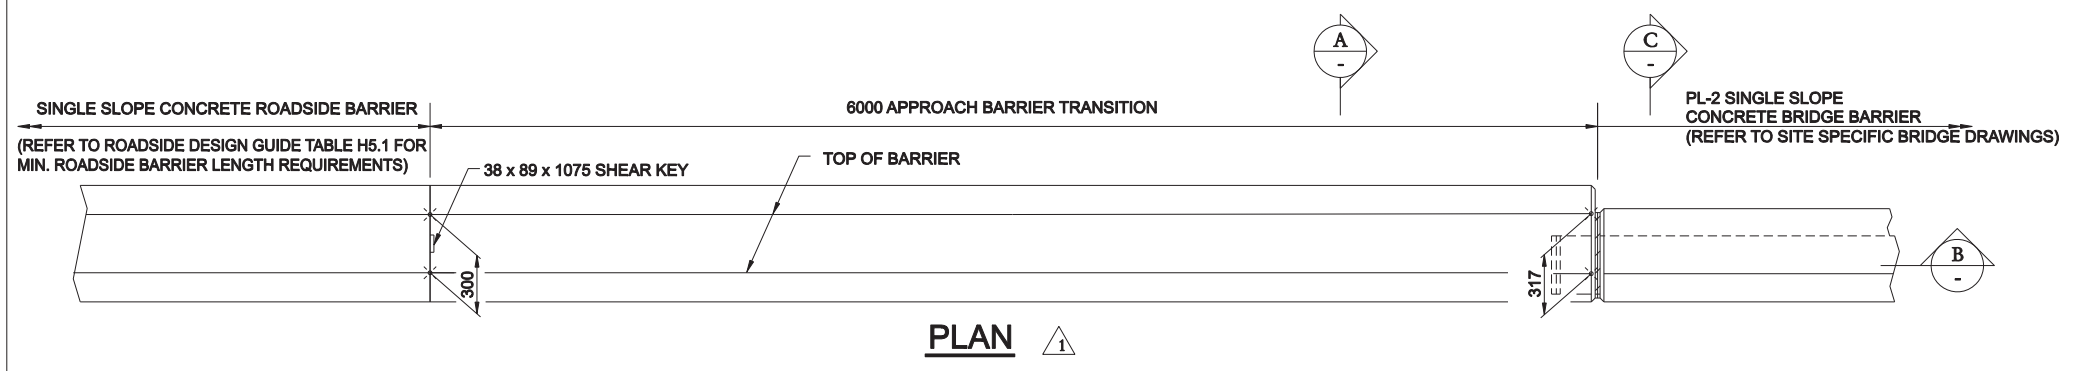 A
-
C
-
SINGLE SLOPE CONCRETE ROADSIDE BARRIER
(REFER TO ROADSIDE DESIGN GUIDE TABLE H5.1 FOR
MIN. ROADSIDE BARRIER LENGTH REQUIREMENTS)
6000 APPROACH BARRIER TRANSITION
PL-2 SINGLE SLOPE
CONCRETE BRIDGE BARRIER
(REFER TO SITE SPECIFIC BRIDGE DRAWINGS)
38 x 89 x 1075 SHEAR KEY
TOP OF BARRIER
300
317
B
-
PLAN
1